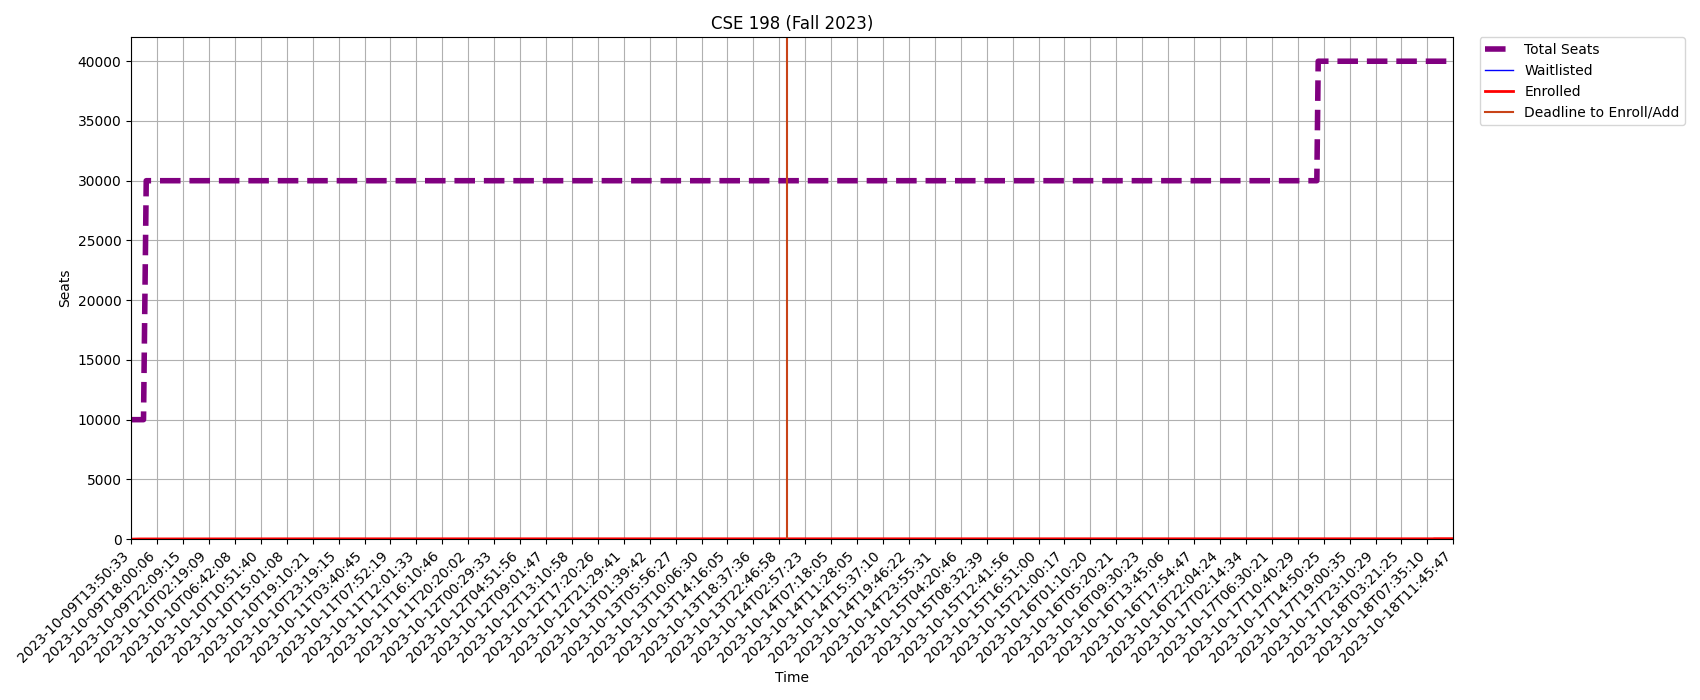 CSE 198 (Fall 2023)
Total Seats
Waitlisted
Enrolled
Deadline to Enroll/Add
40000
35000
30000
25000
20000
15000
10000
5000
0
Seats
2023-10-09T13:50:33
2023-10-09T18:00:06
2023-10-09T22:09:15
2023-10-10T02:19:09
2023-10-10T06:42:08
2023-10-10T10:51:40
2023-10-10T15:01:08
2023-10-10T19:10:21
2023-10-10T23:19:15
2023-10-11T03:40:45
2023-10-11T07:52:19
2023-10-11T12:01:33
2023-10-11T16:10:46
2023-10-11T20:20:02
2023-10-12T00:29:33
2023-10-12T04:51:56
2023-10-12T09:01:47
2023-10-12T13:10:58
2023-10-12T17:20:26
2023-10-12T21:29:41
2023-10-13T01:39:42
2023-10-13T05:56:27
2023-10-13T10:06:30
2023-10-13T14:16:05
2023-10-13T18:37:36
2023-10-13T22:46:58
2023-10-14T02:57:23
2023-10-14T07:18:05
2023-10-14T11:28:05
2023-10-14T15:37:10
2023-10-14T19:46:22
2023-10-14T23:55:31
2023-10-15T04:20:46
2023-10-15T08:32:39
2023-10-15T12:41:56
2023-10-15T16:51:00
2023-10-15T21:00:17
2023-10-16T01:10:20
2023-10-16T05:20:21
2023-10-16T09:30:23
2023-10-16T13:45:06
2023-10-16T17:54:47
2023-10-16T22:04:24
2023-10-17T02:14:34
2023-10-17T06:30:21
2023-10-17T10:40:29
2023-10-17T14:50:25
2023-10-17T19:00:35
2023-10-17T23:10:29
2023-10-18T03:21:25
2023-10-18T07:35:10
2023-10-18T11:45:47
Time